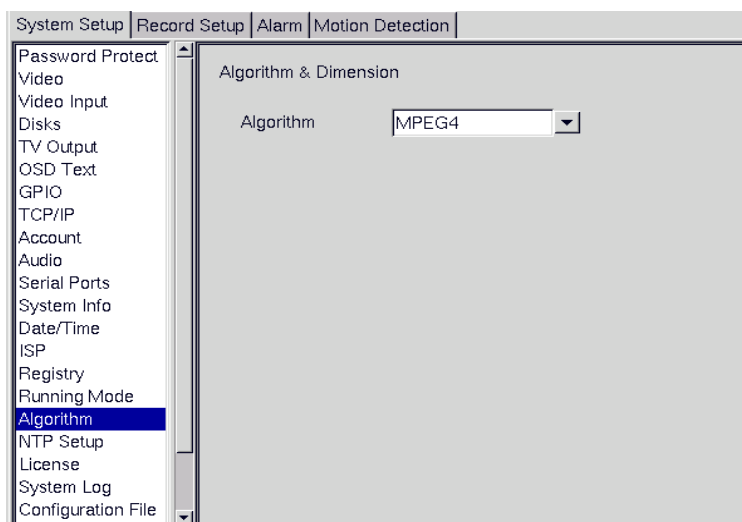 System Setup Record Setup Alarm Motion Detection
Password Protect
Video
Video Input
Disks
TV Output
OSD Text
GPIO
TCP/IP
Account
Audio
Serial Ports
System Info
Date/Time
ISP
Registry
Running Mode
Algorithm
NTP Setup
License
System Log
Configuration File
Algorithm & Dimension
Algorithm MPEG4